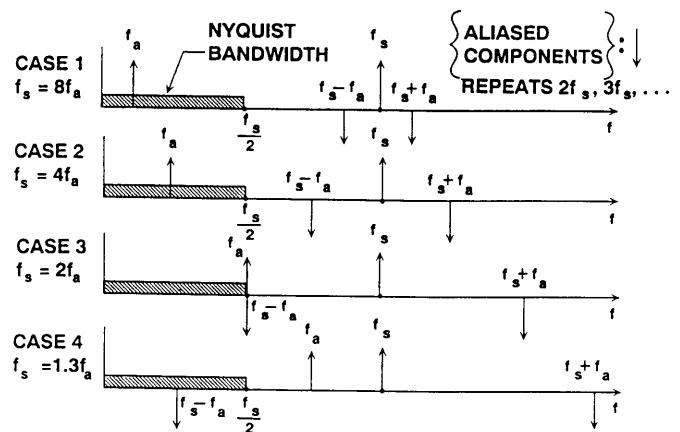 f_a
NYQUIST
BANDWIDTH
f_s
{ALIASED
COMPONENTS} :
REPEATS 2f_s, 3f_s, . . .
CASE 1
f_s = 8f_a
f_s/2
f_s–f_a
f_s+f_a
f
CASE 2
f_s = 4f_a
f_a
f_s/2
f_s–f_a
f_s
f_s+f_a
f
CASE 3
f_s = 2f_a
f_a
f_s–f_a
f_s
f_s+f_a
f
CASE 4
f_s =1.3f_a
f_s–f_a
f_s/2
f_a
f_s
f_s+f_a
f